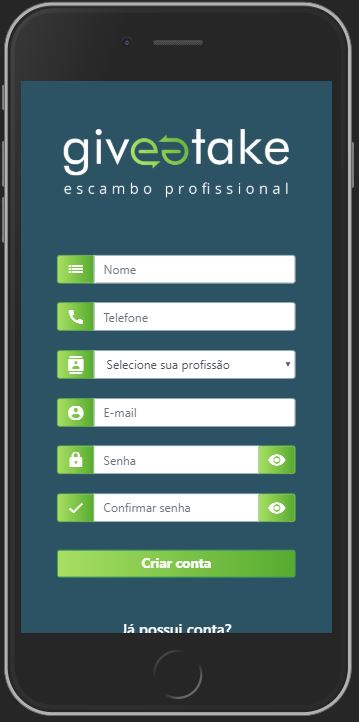 giveetake
escambo profissional
Nome
Telefone
Selecione sua profissão
E-mail
Senha
Confirmar senha
Criar conta
Já possui conta?